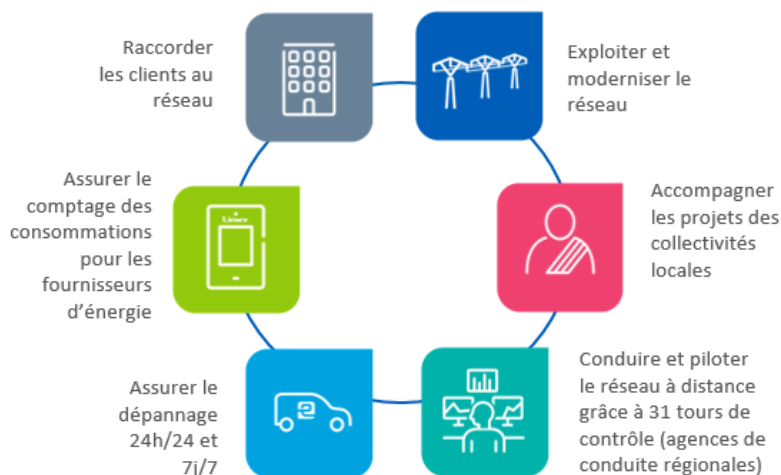 Raccorder
les clients au
réseau
Exploiter et
moderniser le
réseau
Assurer le
comptage des
consommations
pour les
fournisseurs
d’énergie
Linky
Accompagner
les projets des
collectivités
locales
Assurer le
dépannage
24h/24 et
7j/7
Conduire et piloter
le réseau à distance
grâce à 31 tours de
contrôle (agences de
conduite régionales)